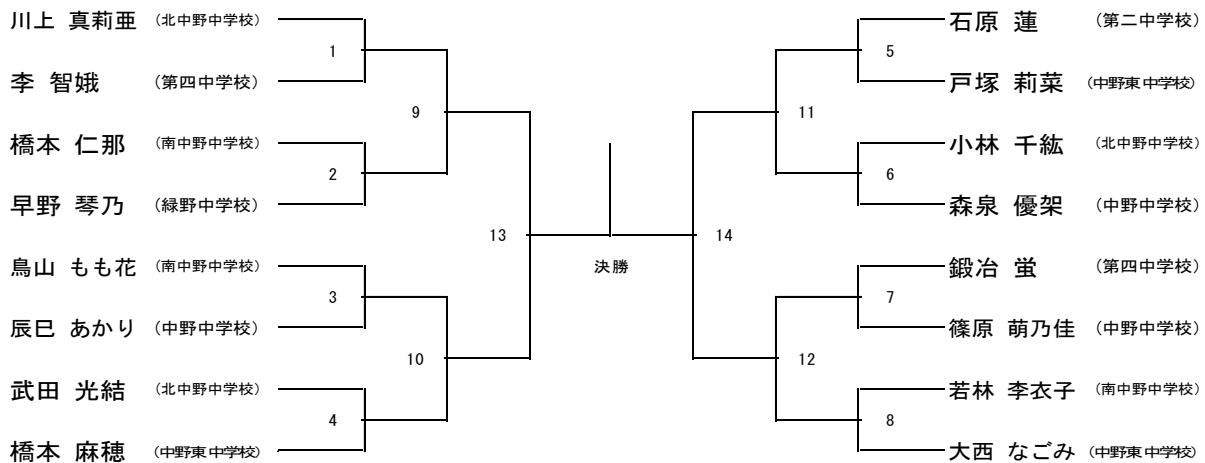 川上 真莉亜 (北中野中学校)
1
李 智娥 (第四中学校)
9
橋本 仁那 (南中野中学校)
2
早野 琴乃 (緑野中学校)
13
鳥山 もも花 (南中野中学校)
3
辰巳 あかり (中野中学校)
10
武田 光結 (北中野中学校)
4
橋本 麻穂 (中野東中学校)
決勝
石原 蓮 (第二中学校)
5
戸塚 莉菜 (中野東中学校)
11
小林 千紘 (北中野中学校)
6
森泉 優架 (中野中学校)
14
鍛冶 蛍 (第四中学校)
7
篠原 萌乃佳 (中野中学校)
12
若林 李衣子 (南中野中学校)
8
大西 なごみ (中野東中学校)